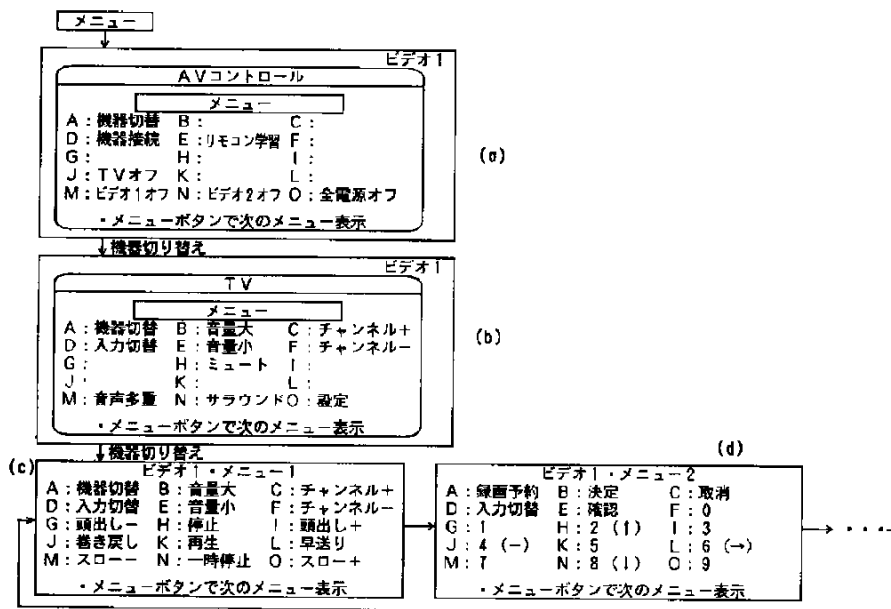 メニュー
ビデオ1
AVコントロール
メニュー
A:機器切替 B: C:
D:機器接続 E:リモコン学習 F:
G: H: I:
J:TVオフ K: L:
M:ビデオ1オフ N:ビデオ2オフ O:全電源オフ
・メニューボタンで次のメニュー表示
(a)
機器切り替え
ビデオ1
TV
メニュー
A:機器切替 B:音量大 C:チャンネル+
D:入力切替 E:音量小 F:チャンネル−
G: H:ミュート I:
J: K: L:
M:音声多重 N:サラウンド O:設定
・メニューボタンで次のメニュー表示
(b)
機器切り替え
(c)
ビデオ1・メニュー1
A:機器切替 B:音量大 C:チャンネル+
D:入力切替 E:音量小 F:チャンネル−
G:頭出し− H:停止 I:頭出し+
J:巻き戻し K:再生 L:早送り
M:スロー− N:一時停止 O:スロー+
・メニューボタンで次のメニュー表示
(d)
ビデオ1・メニュー2
A:録画予約 B:決定 C:取消
D:入力切替 E:確認 F:0
G:1 H:2(↑) I:3
J:4(−) K:5 L:6(→)
M:7 N:8(↓) O:9
・メニューボタンで次のメニュー表示
・・・・